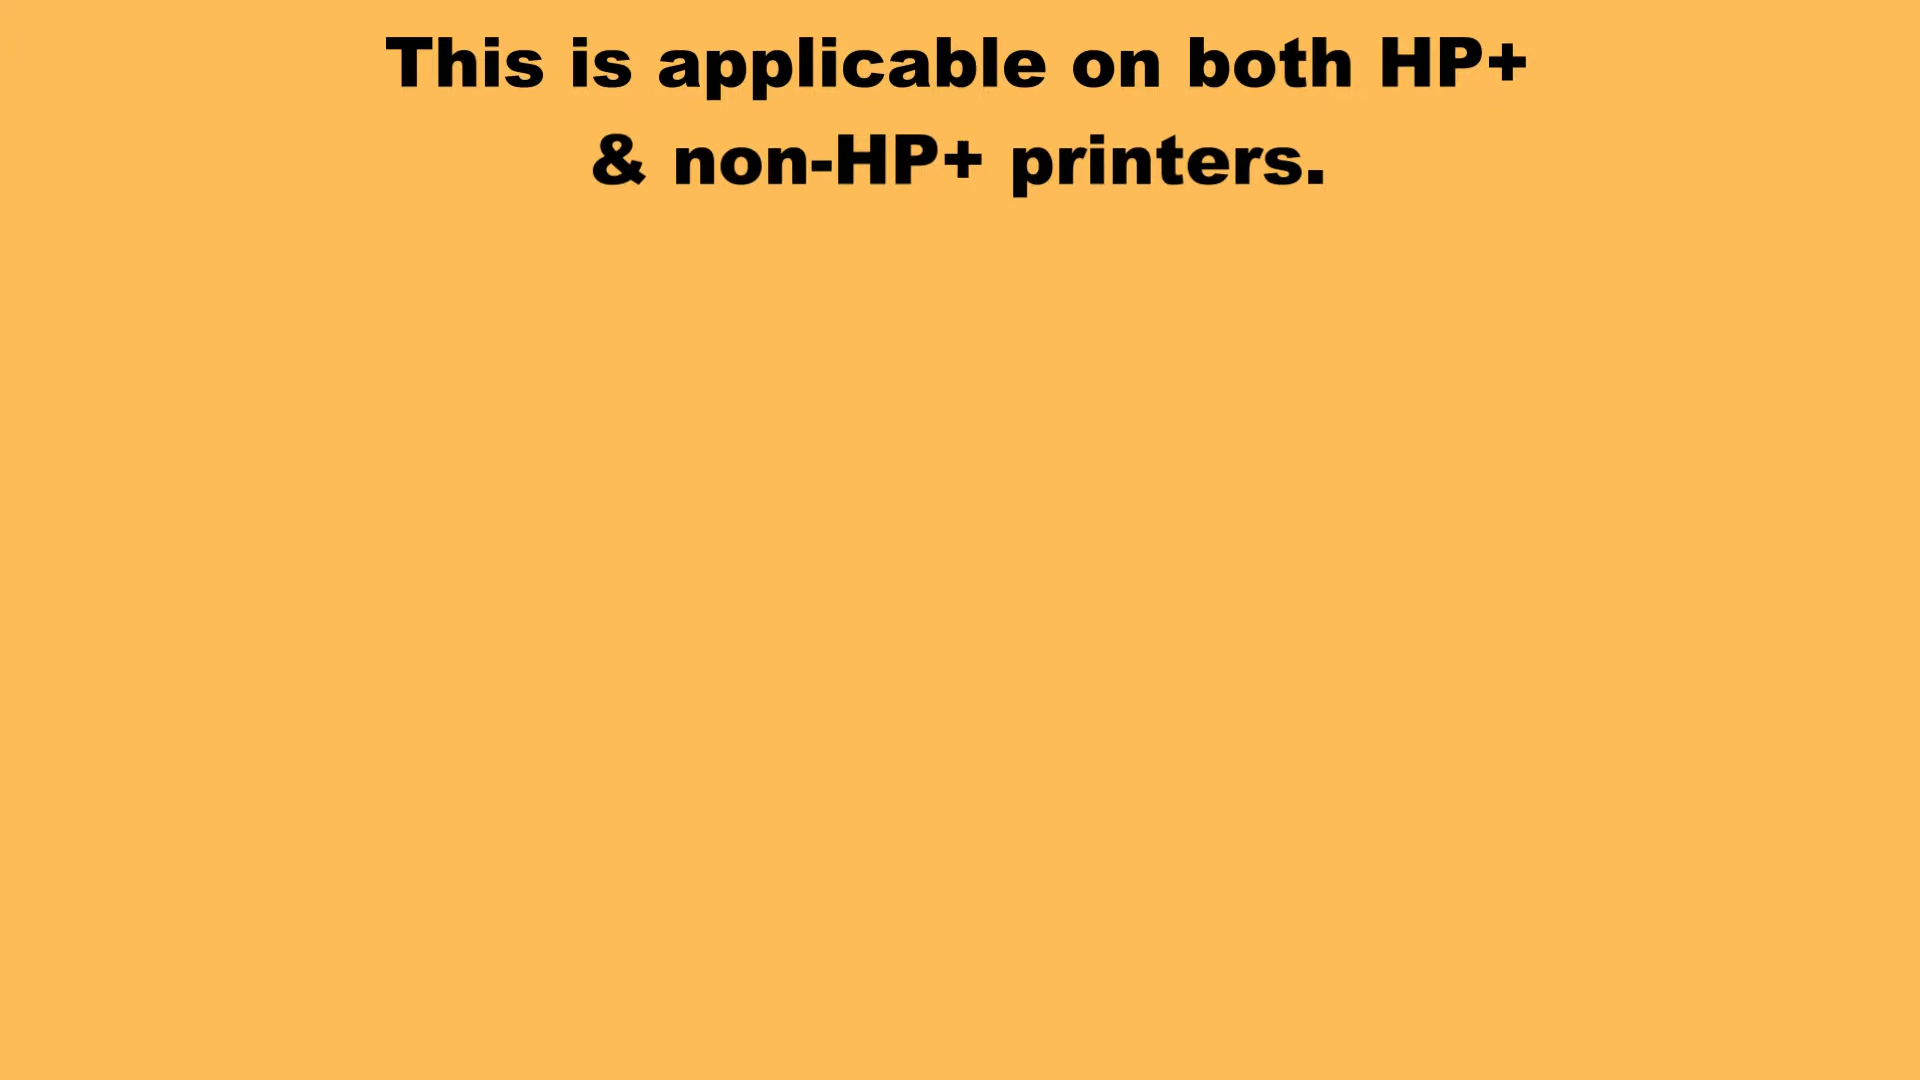 This is applicable on both HP+
& non-HP+ printers.